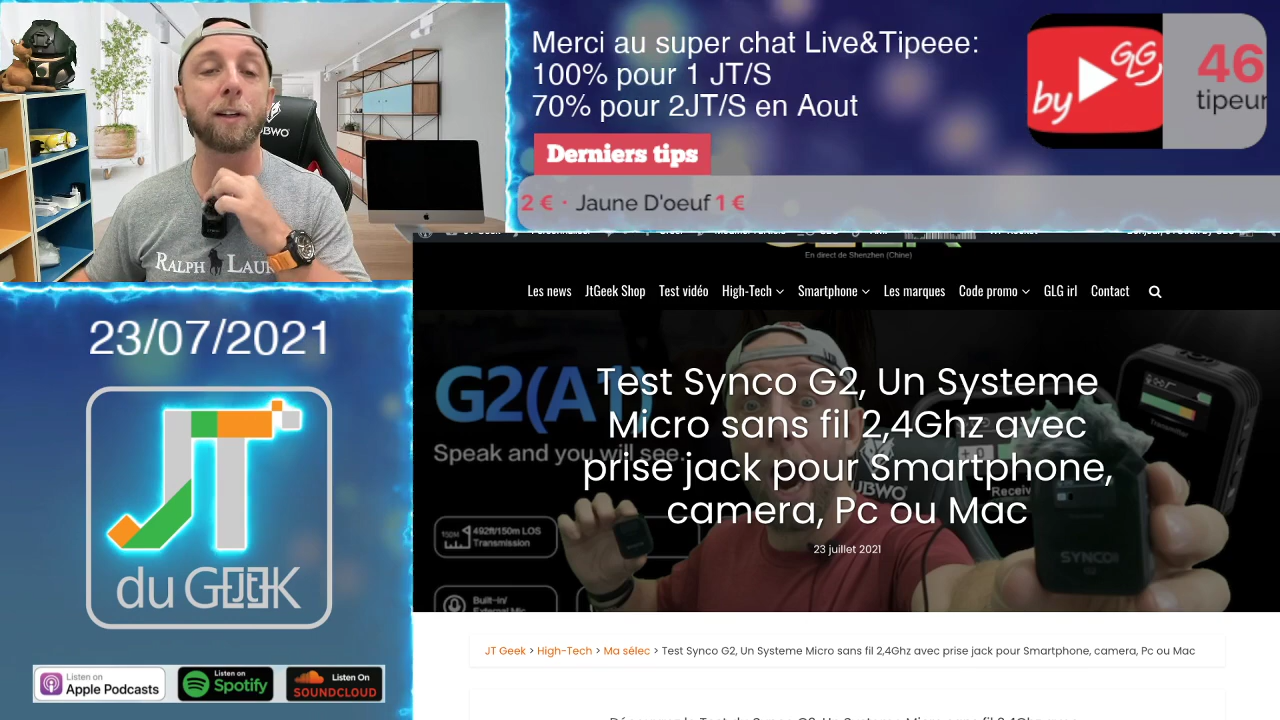 Merci au super chat Live&Tipeee:
100% pour 1 JT/S
70% pour 2JT/S en Aout
by GLG
46
tipeur
Derniers tips
2 € · Jaune D'oeuf 1 €
RALPH LAU
En direct de Shenzhen (Chine)
Les news JtGeek Shop Test vidéo High-Tech Smartphone Les marques Code promo GLG irl Contact
23/07/2021
JT
du GEEK
Listen on
Apple Podcasts
Listen on
Spotify
Listen On
SOUNDCLOUD
G2(A1)
Speak and you will see.
Test Synco G2, Un Systeme
Micro sans fil 2,4Ghz avec
prise jack pour Smartphone,
camera, Pc ou Mac
23 juillet 2021
492ft/150m LOS
Transmission
Built-in/
External Mic
Receiv
Transmitter
SYNCO
JT Geek > High-Tech > Ma sélec > Test Synco G2, Un Systeme Micro sans fil 2,4Ghz avec prise jack pour Smartphone, camera, Pc ou Mac